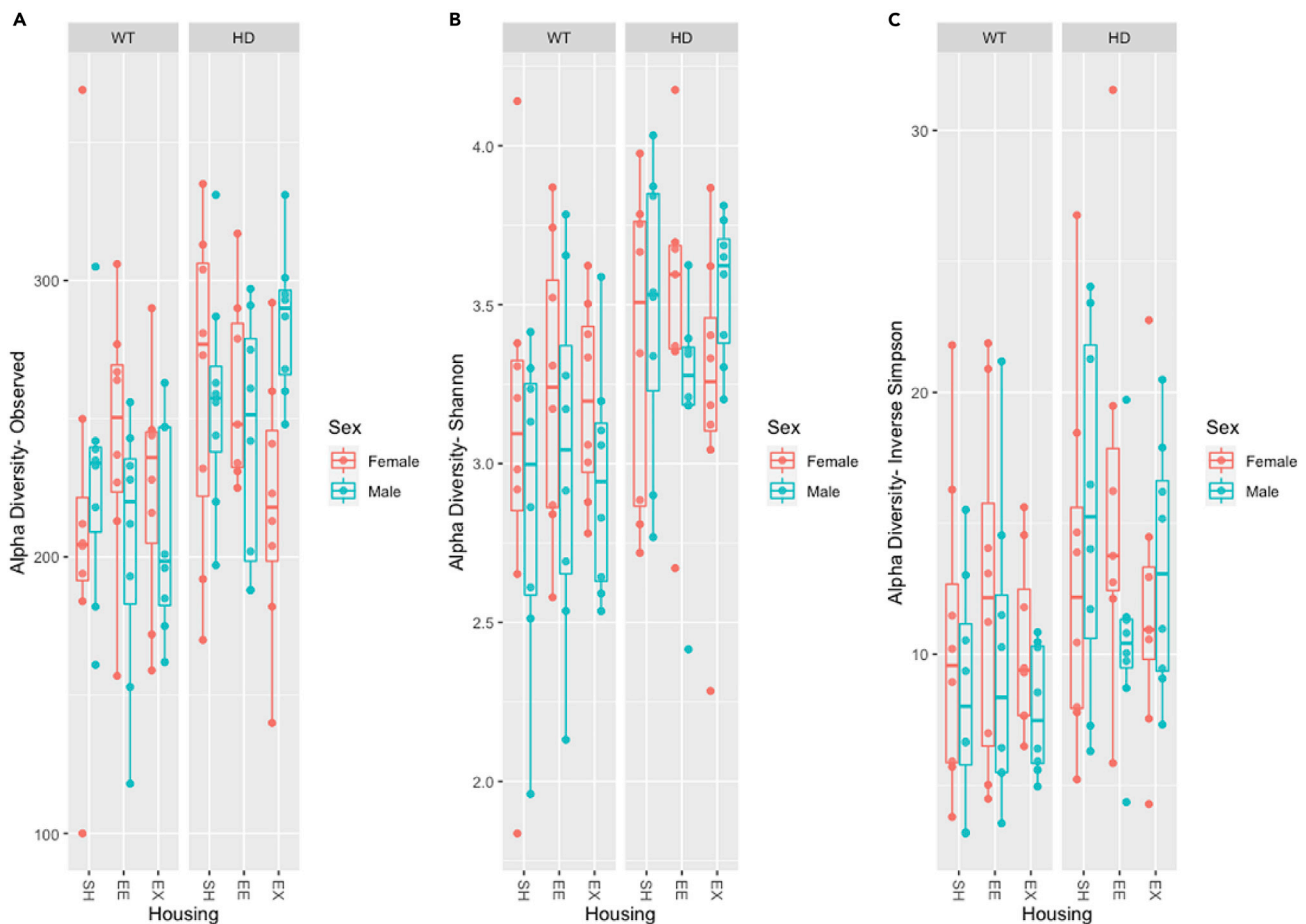 A
WT
HD
Alpha Diversity- Observed
300
200
100
SH
EE
EX
SH
EE
EX
Housing
Sex
Female
Male
B
WT
HD
Alpha Diversity- Shannon
4.0
3.5
3.0
2.5
2.0
SH
EE
EX
SH
EE
EX
Housing
Sex
Female
Male
C
WT
HD
Alpha Diversity- Inverse Simpson
30
20
10
SH
EE
EX
SH
EE
EX
Housing
Sex
Female
Male